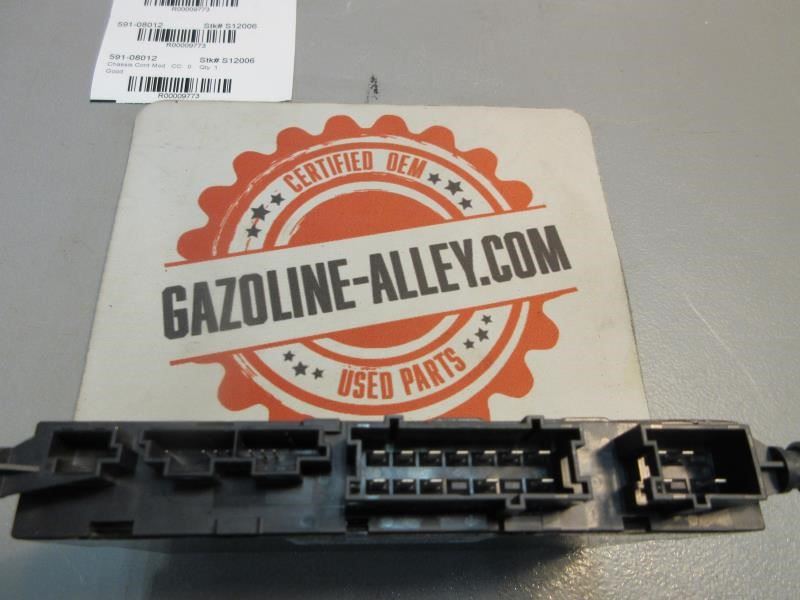 R00009773
591-08012 Stk# S12006
R00009773
591-08012 Stk# S12006
Chassis Cont Mod CC: 0 Qty 1
Good
R00009773
CERTIFIED OEM
GAZOLINE-ALLEY.COM
USED PARTS